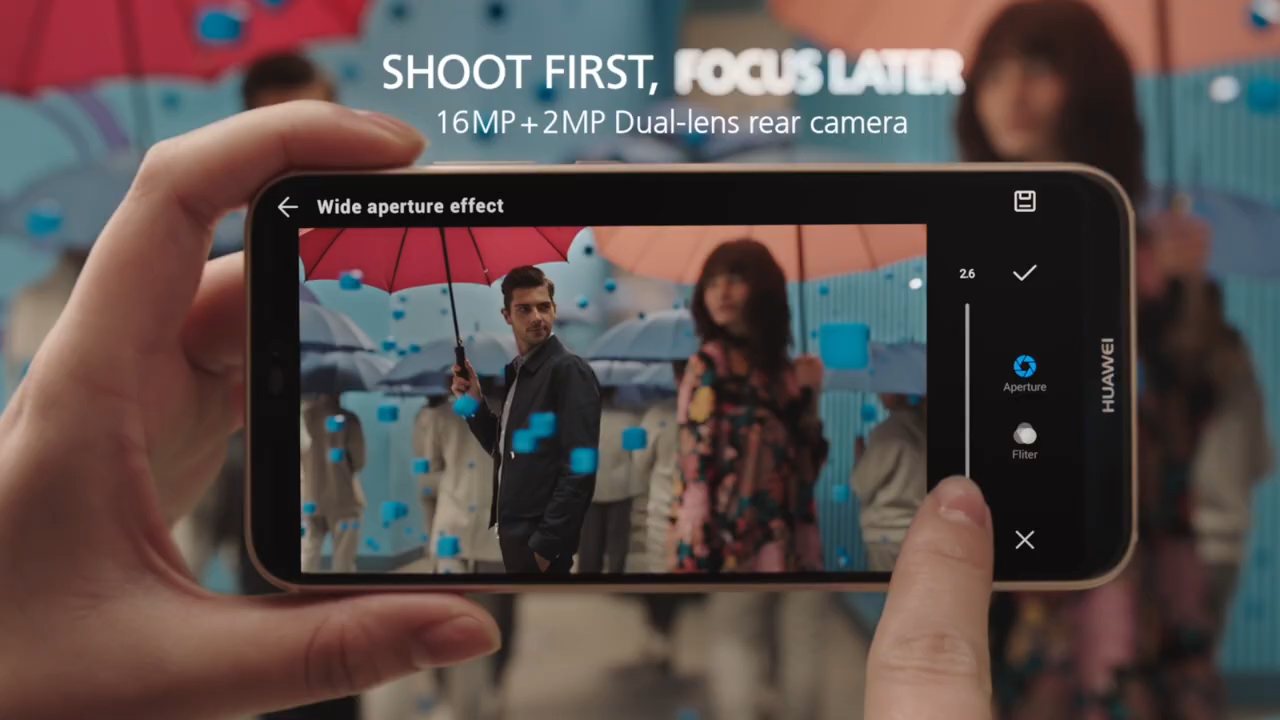 SHOOT FIRST, FOCUS LATER
16MP+2MP Dual-lens rear camera
Wide aperture effect
2.6
Aperture
Fliter
HUAWEI